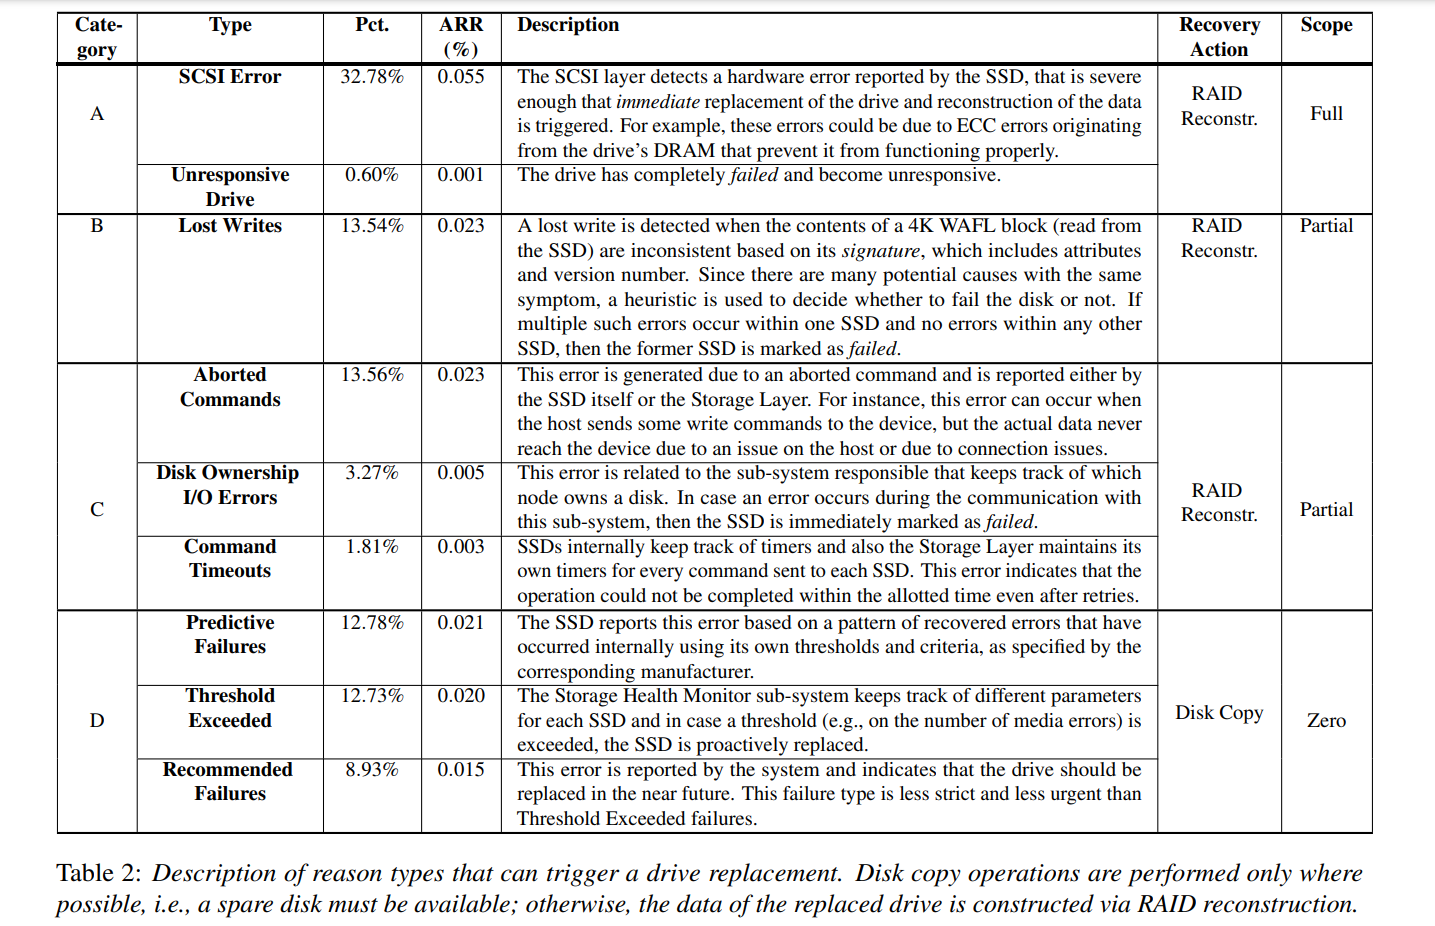 Cate-
gory
Type
Pct.
ARR
(%)
Description
Recovery
Action
Scope
A
SCSI Error
32.78%
0.055
The SCSI layer detects a hardware error reported by the SSD, that is severe
enough that immediate replacement of the drive and reconstruction of the data
is triggered. For example, these errors could be due to ECC errors originating
from the drive's DRAM that prevent it from functioning properly.
RAID
Reconstr.
Full
Unresponsive
Drive
0.60%
0.001
The drive has completely failed and become unresponsive.
B
Lost Writes
13.54%
0.023
A lost write is detected when the contents of a 4K WAFL block (read from
the SSD) are inconsistent based on its signature, which includes attributes
and version number. Since there are many potential causes with the same
symptom, a heuristic is used to decide whether to fail the disk or not. If
multiple such errors occur within one SSD and no errors within any other
SSD, then the former SSD is marked as failed.
RAID
Reconstr.
Partial
C
Aborted
Commands
13.56%
0.023
This error is generated due to an aborted command and is reported either by
the SSD itself or the Storage Layer. For instance, this error can occur when
the host sends some write commands to the device, but the actual data never
reach the device due to an issue on the host or due to connection issues.
Disk Ownership
I/O Errors
3.27%
0.005
This error is related to the sub-system responsible that keeps track of which
node owns a disk. In case an error occurs during the communication with
this sub-system, then the SSD is immediately marked as failed.
RAID
Reconstr.
Partial
Command
Timeouts
1.81%
0.003
SSDs internally keep track of timers and also the Storage Layer maintains its
own timers for every command sent to each SSD. This error indicates that the
operation could not be completed within the allotted time even after retries.
D
Predictive
Failures
12.78%
0.021
The SSD reports this error based on a pattern of recovered errors that have
occurred internally using its own thresholds and criteria, as specified by the
corresponding manufacturer.
Threshold
Exceeded
12.73%
0.020
The Storage Health Monitor sub-system keeps track of different parameters
for each SSD and in case a threshold (e.g., on the number of media errors) is
exceeded, the SSD is proactively replaced.
Disk Copy
Zero
Recommended
Failures
8.93%
0.015
This error is reported by the system and indicates that the drive should be
replaced in the near future. This failure type is less strict and less urgent than
Threshold Exceeded failures.
Table 2: Description of reason types that can trigger a drive replacement. Disk copy operations are performed only where
possible, i.e., a spare disk must be available; otherwise, the data of the replaced drive is constructed via RAID reconstruction.